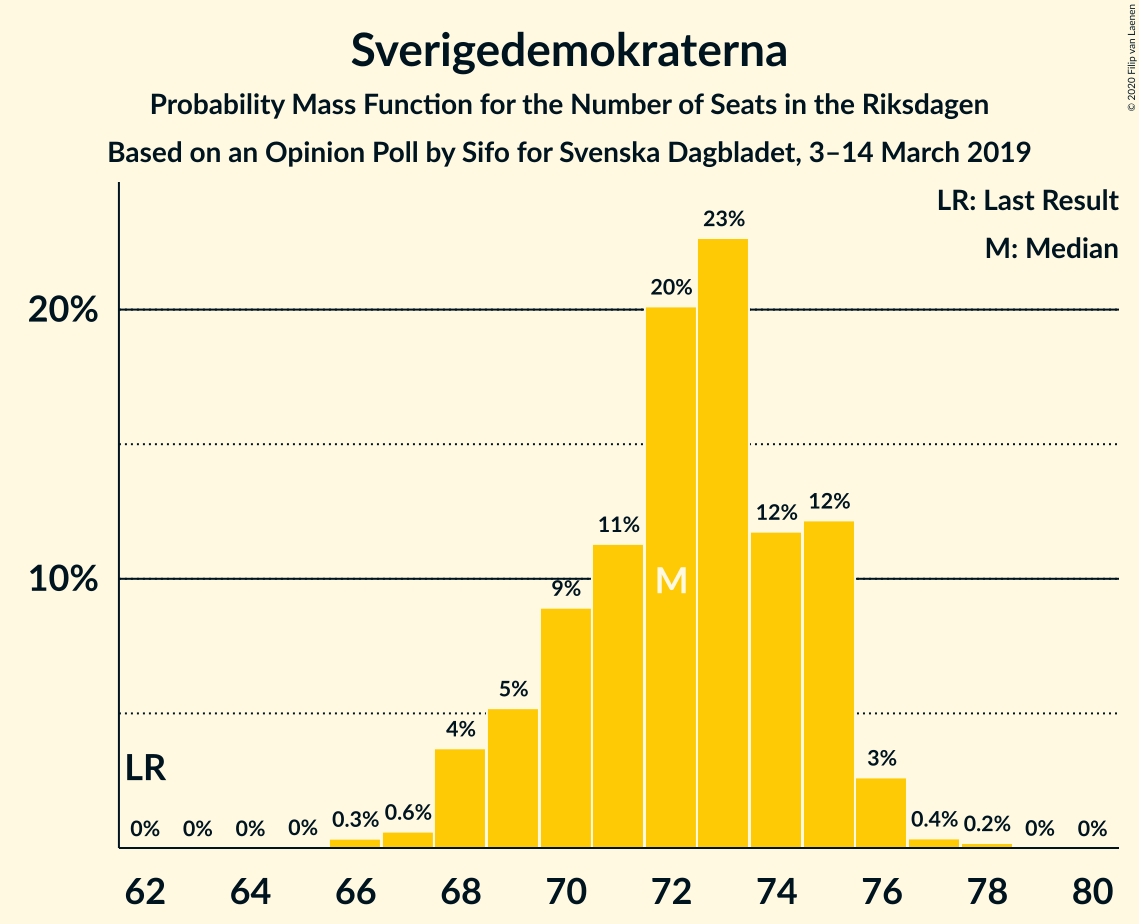 Sverigedemokraterna
Probability Mass Function for the Number of Seats in the Riksdagen
Based on an Opinion Poll by Sifo for Svenska Dagbladet, 3–14 March 2019
© 2020 Filip van Laenen
LR: Last Result
M: Median
20%
10%
LR
M
0% 0% 0% 0% 0.3% 0.6% 4% 5% 9% 11% 20% 23% 12% 12% 3% 0.4% 0.2% 0% 0%
62 64 66 68 70 72 74 76 78 80